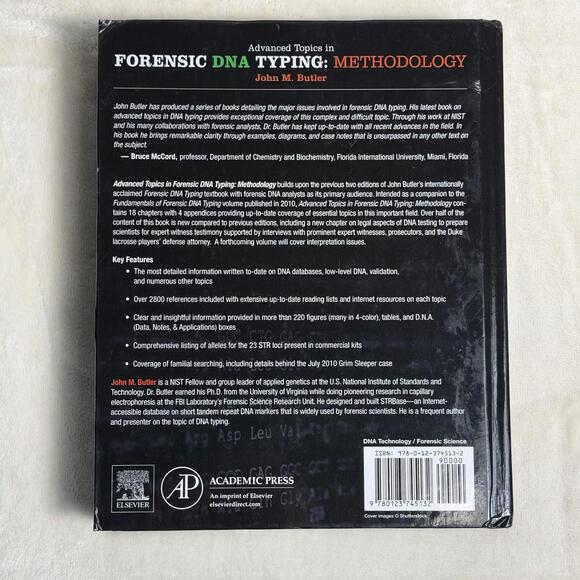 Advanced Topics in
FORENSIC DNA TYPING: METHODOLOGY
John M. Butler
John Butler has produced a series of books detailing the major issues involved in forensic DNA typing. His latest book on
advanced topics in DNA typing provides exceptional coverage of this complex and difficult topic. Through his work at NIST
and his many collaborations with forensic analysts, Dr. Butler has kept up-to-date with all recent advances in the field. In
his book he brings remarkable clarity through examples, diagrams, and case notes that is unsurpassed in any other text on
the subject.
— Bruce McCord, professor, Department of Chemistry and Biochemistry, Florida International University, Miami, Florida
Advanced Topics in Forensic DNA Typing: Methodology builds upon the previous two editions of John Butler's internationally
acclaimed Forensic DNA Typing textbook with forensic DNA analysts as its primary audience. Intended as a companion to the
Fundamentals of Forensic DNA Typing volume published in 2010, Advanced Topics in Forensic DNA Typing: Methodology con-
tains 18 chapters with 4 appendices providing up-to-date coverage of essential topics in this important field. Over half of the
content of this book is new compared to previous editions, including a new chapter on legal aspects of DNA testing to prepare
scientists for expert witness testimony supported by interviews with prominent expert witnesses, prosecutors, and the Duke
lacrosse players' defense attorney. A forthcoming volume will cover interpretation issues.
Key Features
• The most detailed information written to-date on DNA databases, low-level DNA, validation,
and numerous other topics
• Over 2800 references included with extensive up-to-date reading lists and internet resources on each topic
• Clear and insightful information provided in more than 220 figures (many in 4-color), tables, and D.N.A.
(Data, Notes, & Applications) boxes
• Comprehensive listing of alleles for the 23 STR loci present in commercial kits
• Coverage of familial searching, including details behind the July 2010 Grim Sleeper case
John M. Butler is a NIST Fellow and group leader of applied genetics at the U.S. National Institute of Standards and
Technology. Dr. Butler earned his Ph.D. from the University of Virginia while doing pioneering research in capillary
electrophoresis at the FBI Laboratory's Forensic Science Research Unit. He designed and built STRBase—an Internet-
accessible database on short tandem repeat DNA markers that is widely used by forensic scientists. He is a frequent author
and presenter on the topic of DNA typing.
Asp Leu Val
GAG GGC
Gly
DNA Technology / Forensic Science
ISBN: 978-0-12-374513-2
90000
9 780123 745132
Cover images © Shutterstock
ELSEVIER
AP
ACADEMIC PRESS
An imprint of Elsevier
elsevierdirect.com